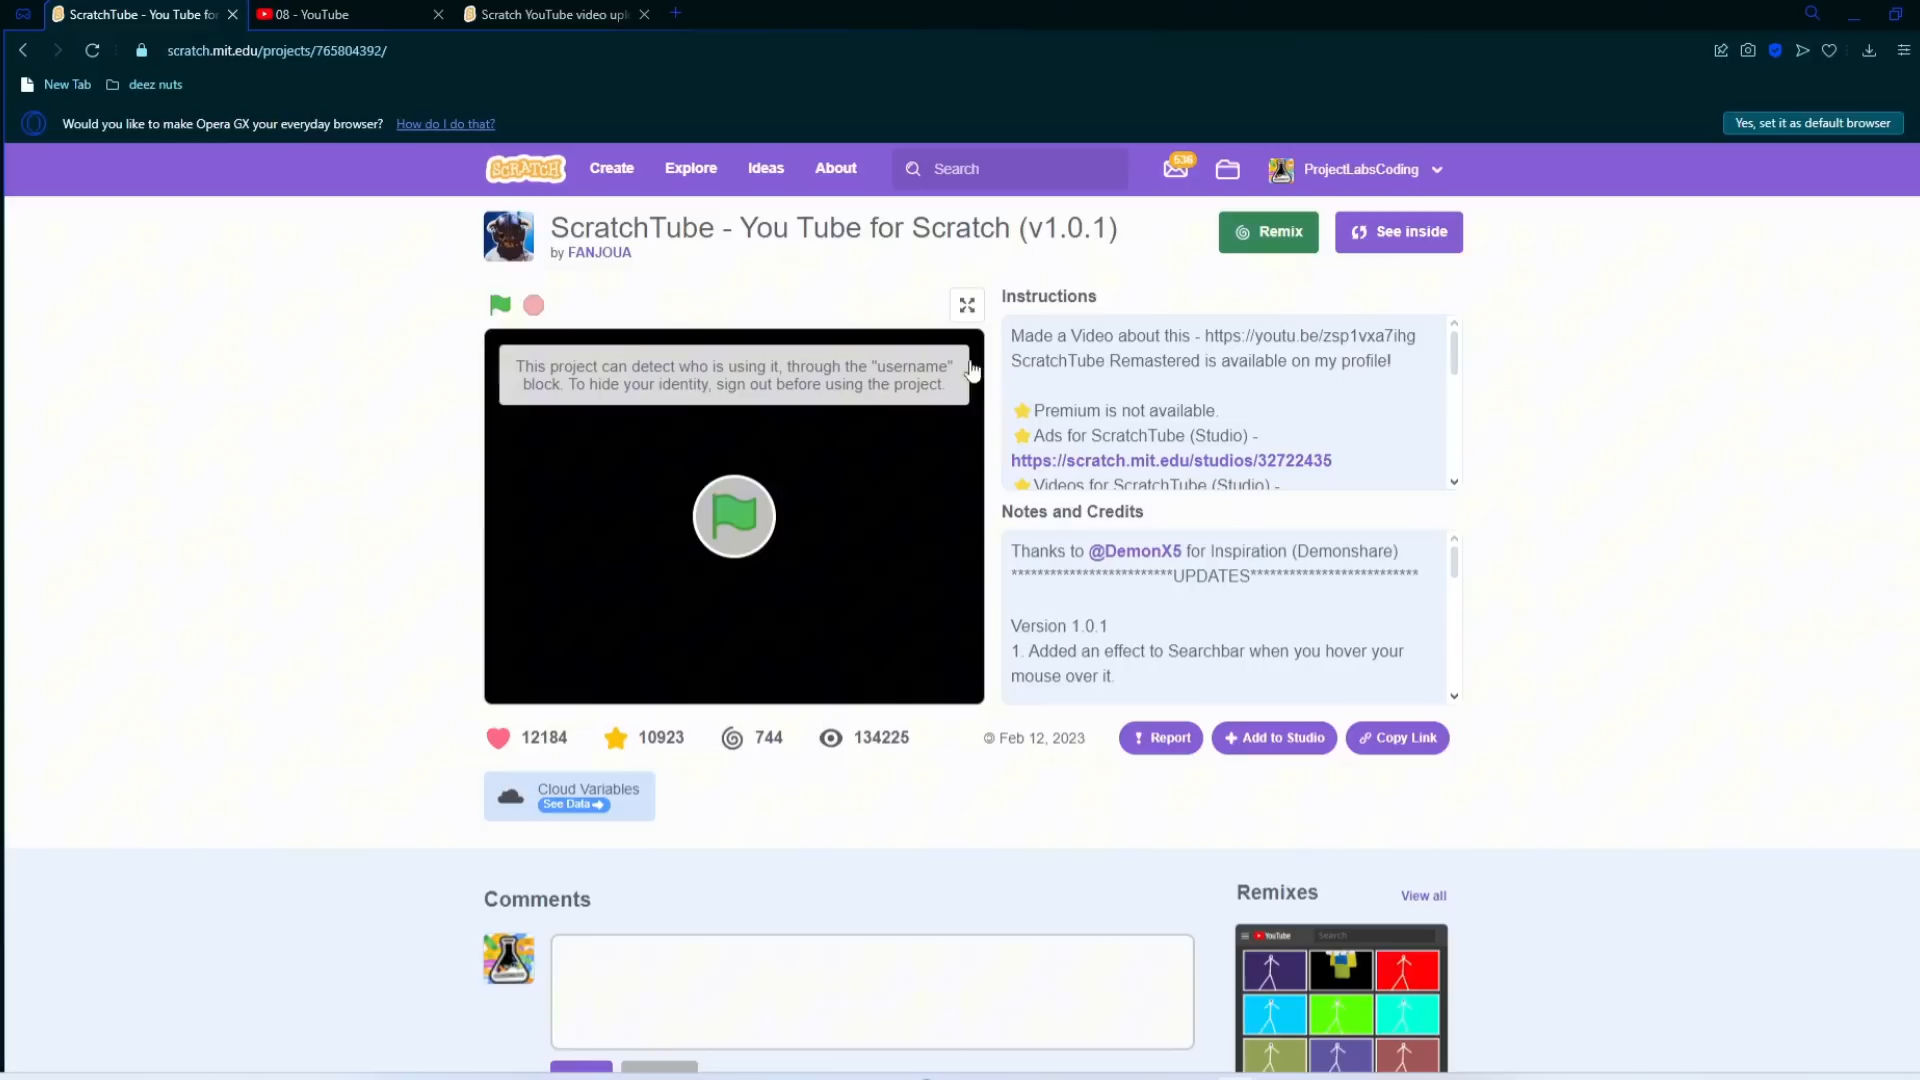 ScratchTube - You Tube for
08 - YouTube
Scratch YouTube video upl
scratch.mit.edu/projects/765804392/
New Tab
deez nuts
Would you like to make Opera GX your everyday browser? How do I do that?
Yes, set it as default browser
SCRATCH
Create
Explore
Ideas
About
Search
536
ProjectLabsCoding
ScratchTube - You Tube for Scratch (v1.0.1)
by FANJOUA
Remix
See inside
This project can detect who is using it, through the "username"
block. To hide your identity, sign out before using the project.
Instructions
Made a Video about this - https://youtu.be/zsp1vxa7ihg
ScratchTube Remastered is available on my profile!
⭐Premium is not available.
⭐Ads for ScratchTube (Studio) -
https://scratch.mit.edu/studios/32722435
⭐Videos for ScratchTube (Studio) -
Notes and Credits
Thanks to @DemonX5 for Inspiration (Demonshare)
**************************UPDATES**************************
Version 1.0.1
1. Added an effect to Searchbar when you hover your
mouse over it.
12184
10923
744
134225
© Feb 12, 2023
Report
Add to Studio
Copy Link
Cloud Variables
See Data
Comments
Remixes
View all
YouTube
Search